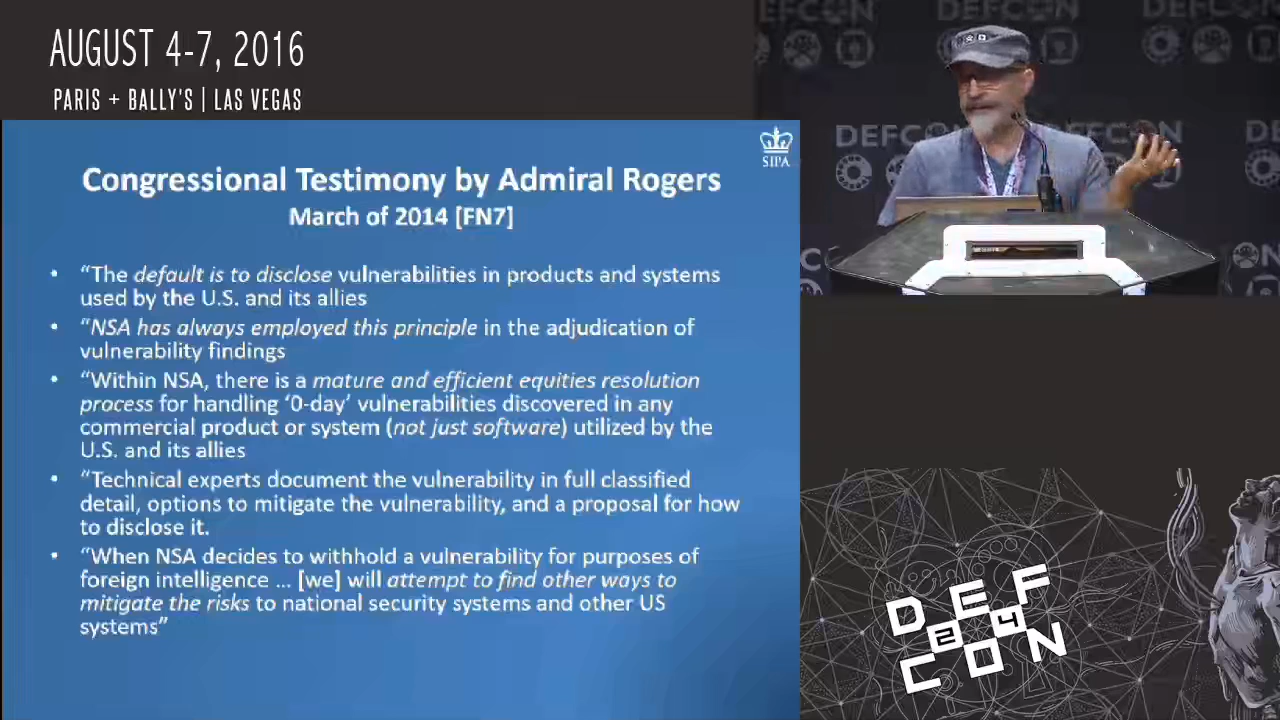 AUGUST 4-7, 2016
PARIS + BALLY'S | LAS VEGAS
SIPA
Congressional Testimony by Admiral Rogers
March of 2014 [FN7]
• “The default is to disclose vulnerabilities in products and systems
used by the U.S. and its allies
• “NSA has always employed this principle in the adjudication of
vulnerability findings
• “Within NSA, there is a mature and efficient equities resolution
process for handling ‘0-day’ vulnerabilities discovered in any
commercial product or system (not just software) utilized by the
U.S. and its allies
• “Technical experts document the vulnerability in full classified
detail, options to mitigate the vulnerability, and a proposal for how
to disclose it.
• “When NSA decides to withhold a vulnerability for purposes of
foreign intelligence ... [we] will attempt to find other ways to
mitigate the risks to national security systems and other US
systems”
DEFCON
DEFCON
DEFCON
DEFCON
DEF
24
CON